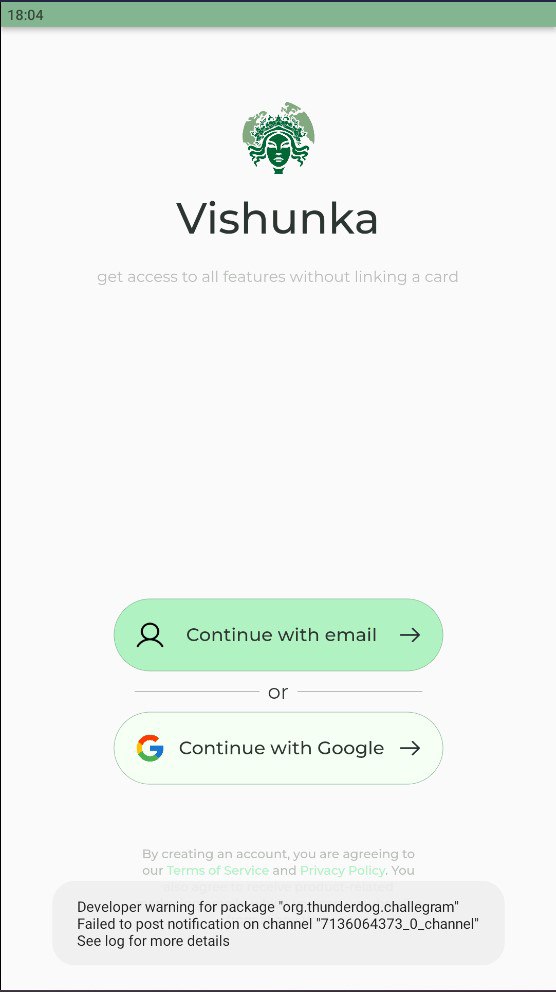 18:04
Vishunka
get access to all features without linking a card
Continue with email
or
Continue with Google
By creating an account, you are agreeing to
our Terms of Service and Privacy Policy. You
also agree to receive product-related
Developer warning for package "org.thunderdog.challegram"
Failed to post notification on channel "7136064373_0_channel"
See log for more details